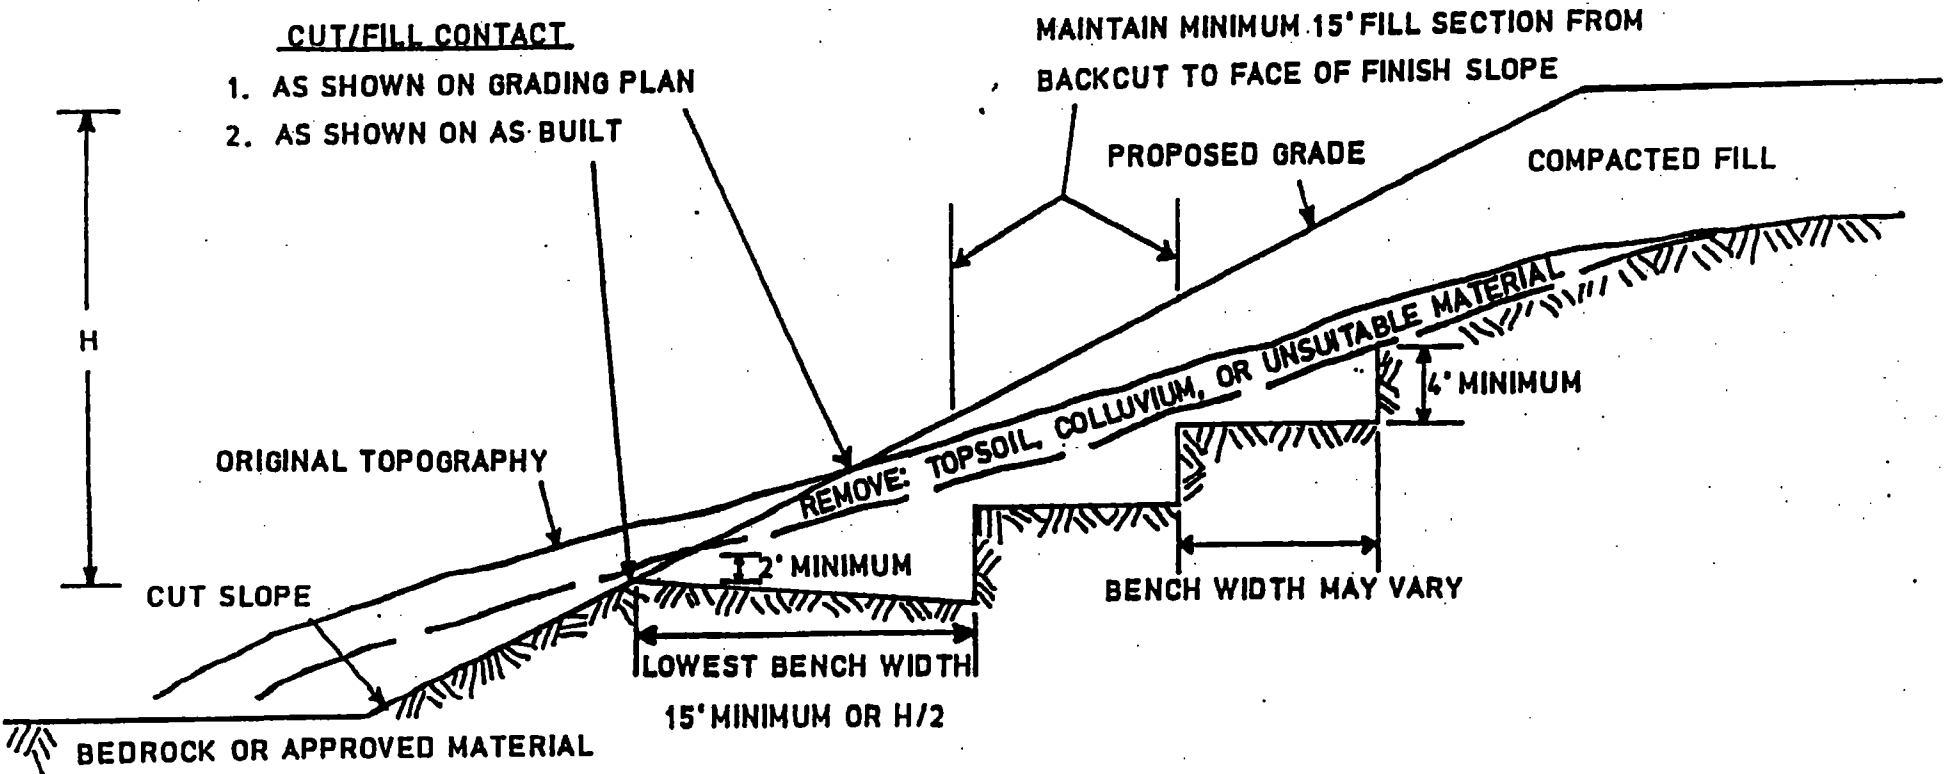 CUT/FILL CONTACT
1. AS SHOWN ON GRADING PLAN
2. AS SHOWN ON AS BUILT
MAINTAIN MINIMUM 15' FILL SECTION FROM
BACKCUT TO FACE OF FINISH SLOPE
PROPOSED GRADE
COMPACTED FILL
H
ORIGINAL TOPOGRAPHY
REMOVE: TOPSOIL, COLLUVIUM, OR UNSUITABLE MATERIAL
4' MINIMUM
2' MINIMUM
CUT SLOPE
BENCH WIDTH MAY VARY
LOWEST BENCH WIDTH
15' MINIMUM OR H/2
BEDROCK OR APPROVED MATERIAL